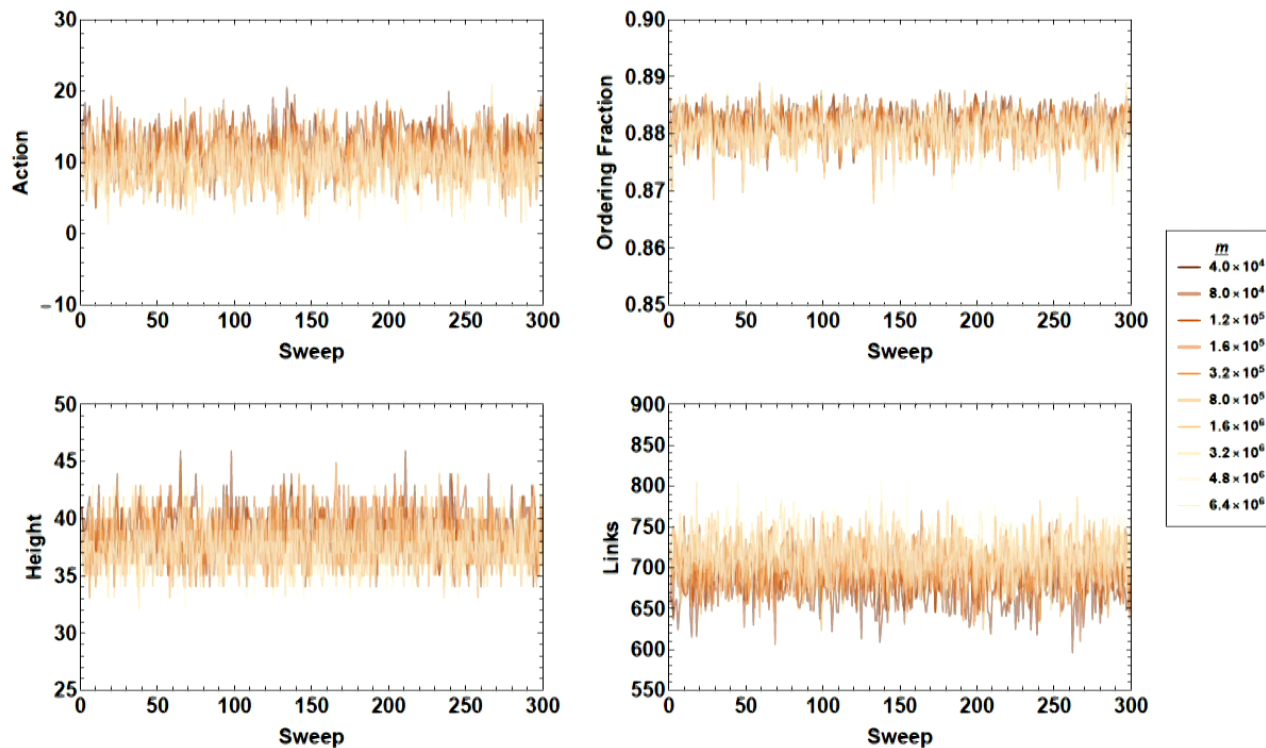 30
20
10
0
-10
0 50 100 150 200 250 300
Action
Sweep
0.90
0.89
0.88
0.87
0.86
0.85
0 50 100 150 200 250 300
Ordering Fraction
Sweep
50
45
40
35
30
25
0 50 100 150 200 250 300
Height
Sweep
900
850
800
750
700
650
600
550
0 50 100 150 200 250 300
Links
Sweep
m
4.0 × 10⁴
8.0 × 10⁴
1.2 × 10⁵
1.6 × 10⁵
3.2 × 10⁵
8.0 × 10⁵
1.6 × 10⁶
3.2 × 10⁶
4.8 × 10⁶
6.4 × 10⁶